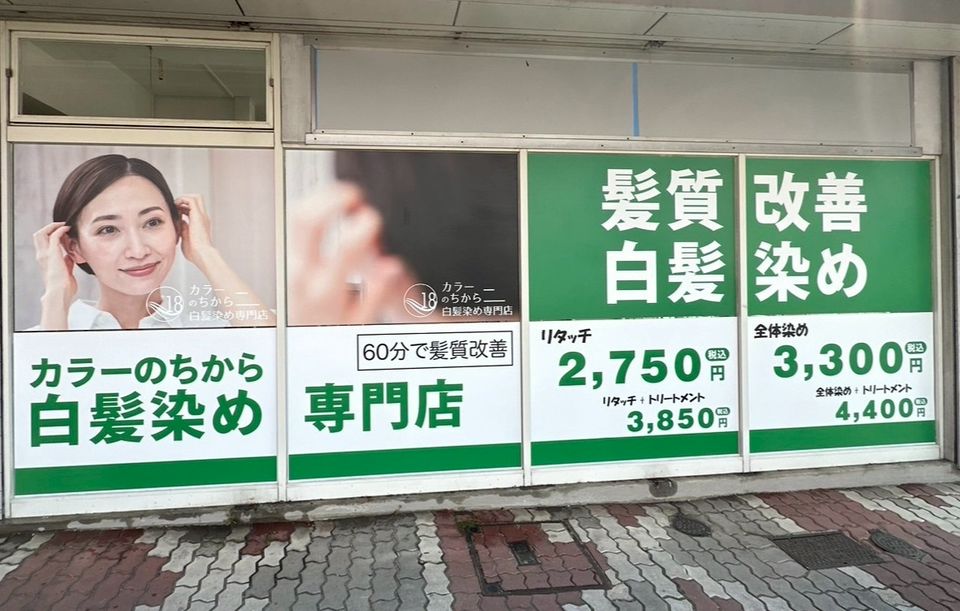 18
カラー
のちから
白髪染め専門店
カラーのちから
白髪染め
18
カラー
のちから
白髪染め専門店
60分で髪質改善
専門店
髪質改善
白髪染め
リタッチ
2,750円
税込
リタッチ+トリートメント
3,850円
税込
全体染め
3,300円
税込
全体染め+トリートメント
4,400円
税込